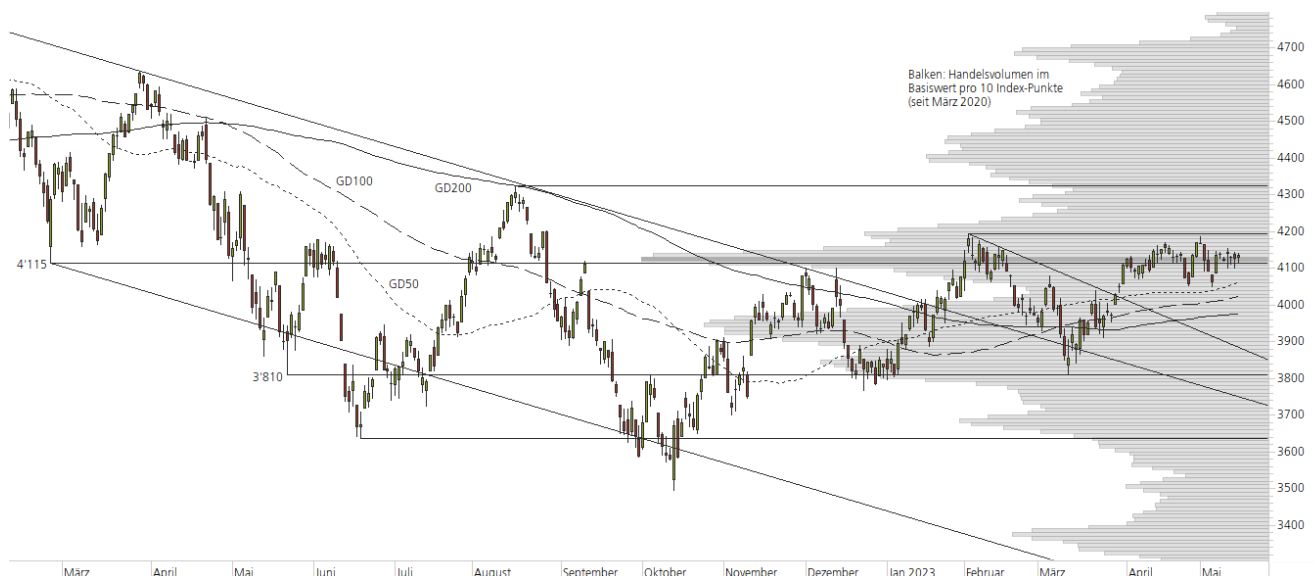 4700
Balken: Handelsvolumen im
Basiswert pro 10 Index-Punkte
(seit März 2020)
4600
4500
4400
GD100
GD200
4300
4200
4'115
4100
GD50
4000
3900
3'810
3800
3700
3600
3500
3400
März
April
Mai
Juni
Juli
August
September
Oktober
November
Dezember
Jan 2023
Februar
März
April
Mai